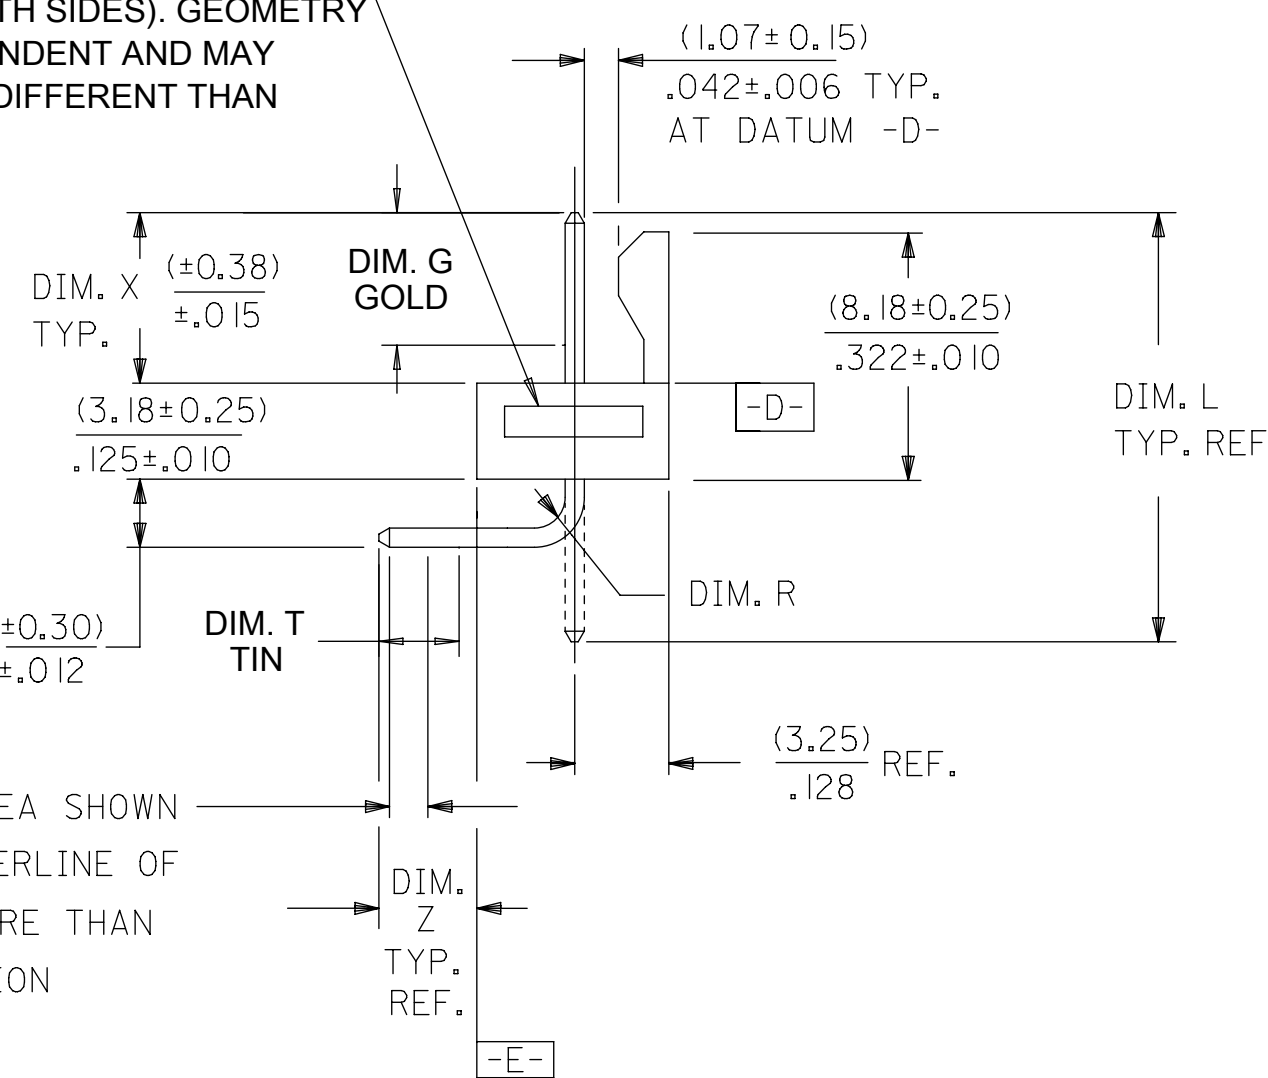 TH SIDES). GEOMETRY
NDENT AND MAY
DIFFERENT THAN
(1.07±0.15)
.042±.006 TYP.
AT DATUM -D-
DIM. X (±0.38)
±.015
TYP.
DIM. G
GOLD
(8.18±0.25)
.322±.010
(3.18±0.25)
.125±.010
-D-
DIM. L
TYP. REF
±0.30)
±.012
DIM. T
TIN
DIM. R
(3.25)
.128
REF.
EA SHOWN
ERLINE OF
RE THAN
ION
DIM.
Z
TYP.
REF.
-E-